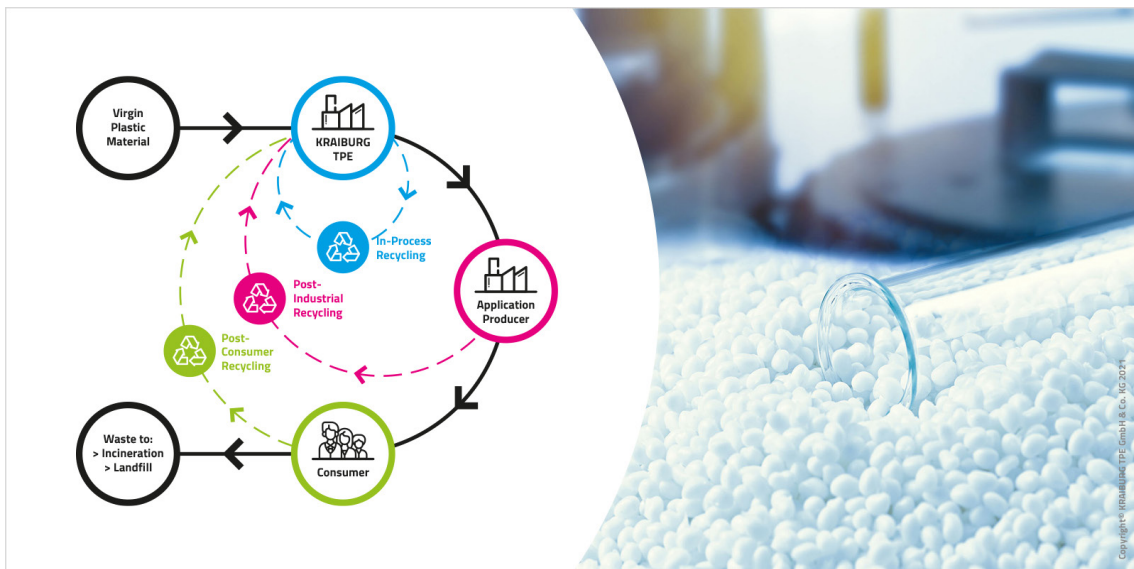 Virgin
Plastic
Material
KRAIBURG
TPE
In-Process
Recycling
Post-
Industrial
Recycling
Application
Producer
Post-
Consumer
Recycling
Waste to:
> Incineration
> Landfill
Consumer
Copyright© KRAIBURG TPE GmbH & Co. KG 2021